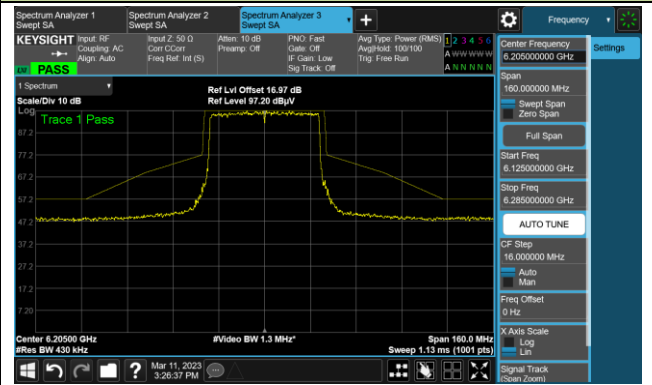 Spectrum Analyzer 1
Swept SA
Spectrum Analyzer 2
Swept SA
Spectrum Analyzer 3
Swept SA
Frequency
KEYSIGHT
Input: RF
Coupling: AC
Align: Auto
Input Z: 50 Ω
Corr CCorr
Freq Ref: Int (S)
Atten: 10 dB
Preamp: Off
PNO: Fast
Gate: Off
IF Gain: Low
Sig Track: Off
Avg Type: Power (RMS)
Avg|Hold: 100/100
Trig: Free Run
1 2 3 4 5 6
A W W W W W
A N N N N N
PASS
1 Spectrum
Scale/Div 10 dB
Ref Lvl Offset 16.97 dB
Ref Level 97.20 dBµV
Log
Trace 1 Pass
87.2
77.2
67.2
57.2
47.2
37.2
27.2
17.2
7.20
Center 6.20500 GHz
#Res BW 430 kHz
#Video BW 1.3 MHz*
Span 160.0 MHz
Sweep 1.13 ms (1001 pts)
Mar 11, 2023
3:26:37 PM
Center Frequency
6.205000000 GHz
Settings
Span
160.000000 MHz
Swept Span
Zero Span
Full Span
Start Freq
6.125000000 GHz
Stop Freq
6.285000000 GHz
AUTO TUNE
CF Step
16.000000 MHz
Auto
Man
Freq Offset
0 Hz
X Axis Scale
Log
Lin
Signal Track
(Span Zoom)